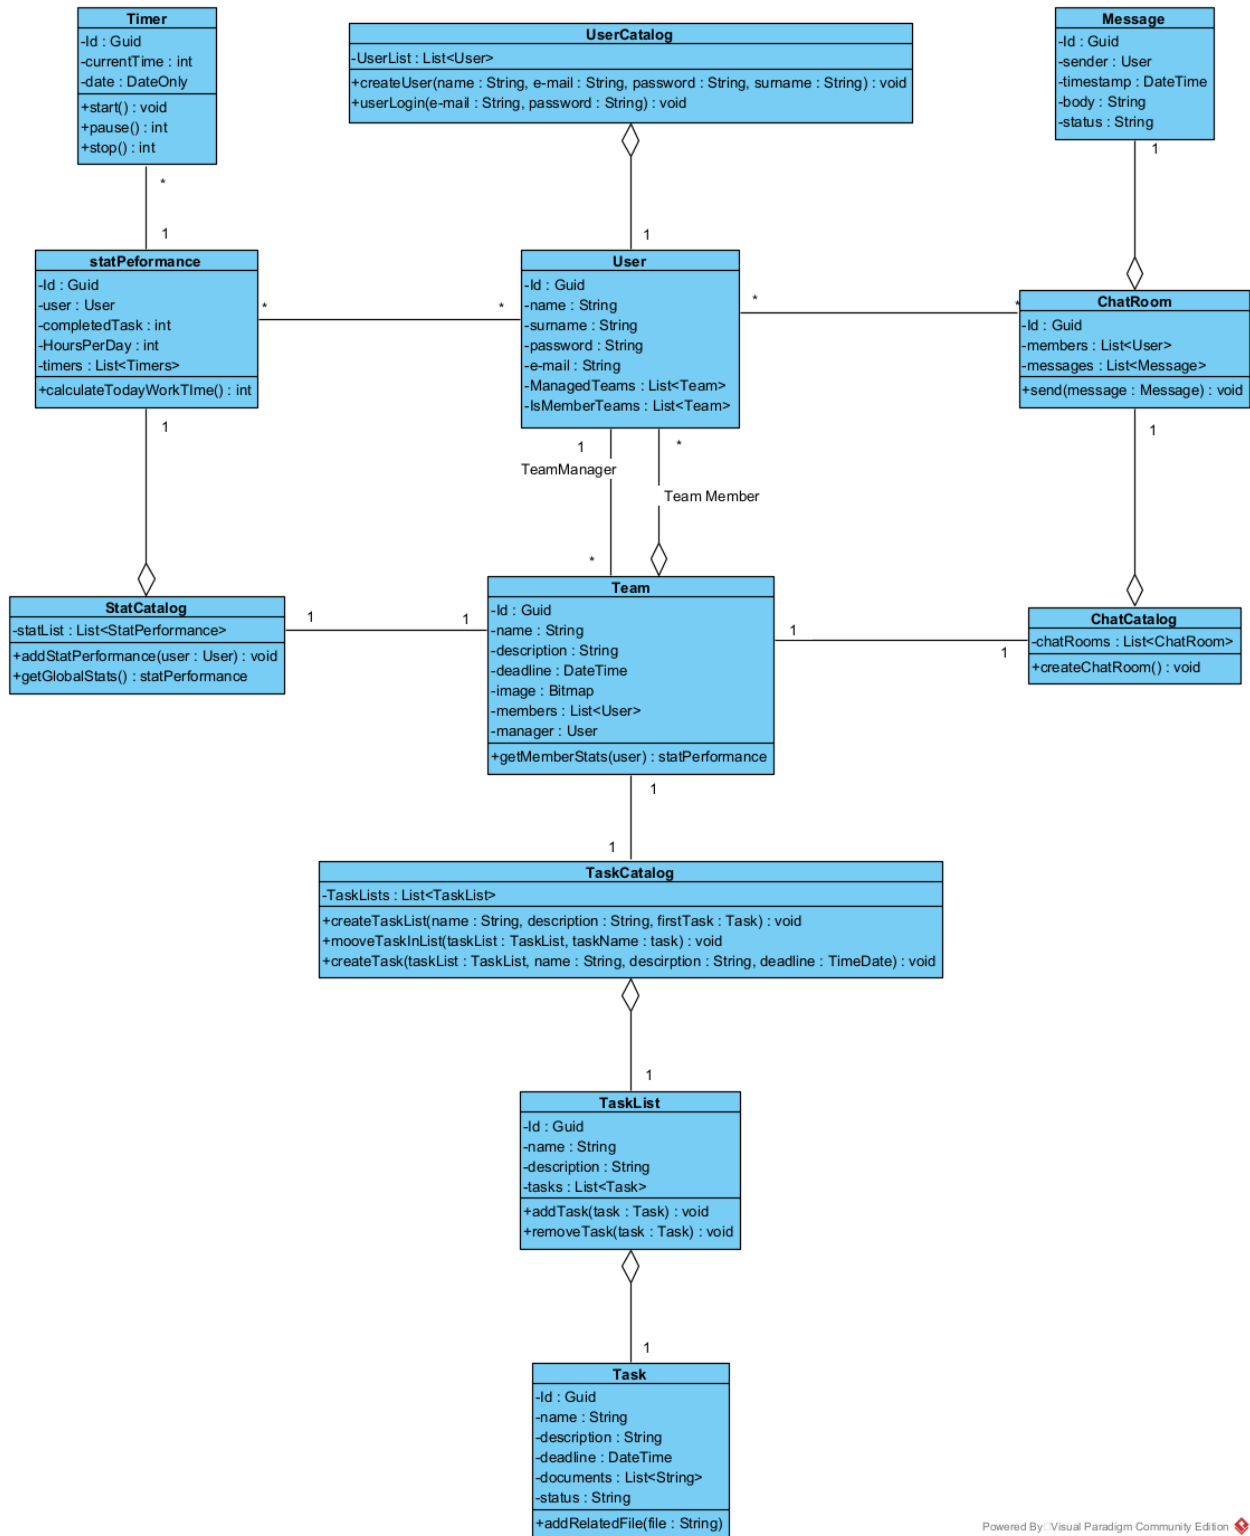 Timer
-Id : Guid
-currentTime : int
-date : DateOnly
+start() : void
+pause() : int
+stop() : int
UserCatalog
-UserList : List<User>
+createUser(name : String, e-mail : String, password : String, surname : String) : void
+userLogin(e-mail : String, password : String) : void
Message
-Id : Guid
-sender : User
-timestamp : DateTime
-body : String
-status : String
*
1
1
1
statPeformance
-Id : Guid
-user : User
-completedTask : int
-HoursPerDay : int
-timers : List<Timers>
+calculateTodayWorkTIme() : int
*
*
User
-Id : Guid
-name : String
-surname : String
-password : String
-e-mail : String
-ManagedTeams : List<Team>
-IsMemberTeams : List<Team>
*
*
ChatRoom
-Id : Guid
-members : List<User>
-messages : List<Message>
+send(message : Message) : void
1
1
*
1
TeamManager
Team Member
*
StatCatalog
-statList : List<StatPerformance>
+addStatPerformance(user : User) : void
+getGlobalStats() : statPerformance
1
1
Team
-Id : Guid
-name : String
-description : String
-deadline : DateTime
-image : Bitmap
-members : List<User>
-manager : User
+getMemberStats(user) : statPerformance
1
1
ChatCatalog
-chatRooms : List<ChatRoom>
+createChatRoom() : void
1
1
TaskCatalog
-TaskLists : List<TaskList>
+createTaskList(name : String, description : String, firstTask : Task) : void
+mooveTaskInList(taskList : TaskList, taskName : task) : void
+createTask(taskList : TaskList, name : String, descirption : String, deadline : TimeDate) : void
1
TaskList
-Id : Guid
-name : String
-description : String
-tasks : List<Task>
+addTask(task : Task) : void
+removeTask(task : Task) : void
1
Task
-Id : Guid
-name : String
-description : String
-deadline : DateTime
-documents : List<String>
-status : String
+addRelatedFile(file : String)
Powered By Visual Paradigm Community Edition